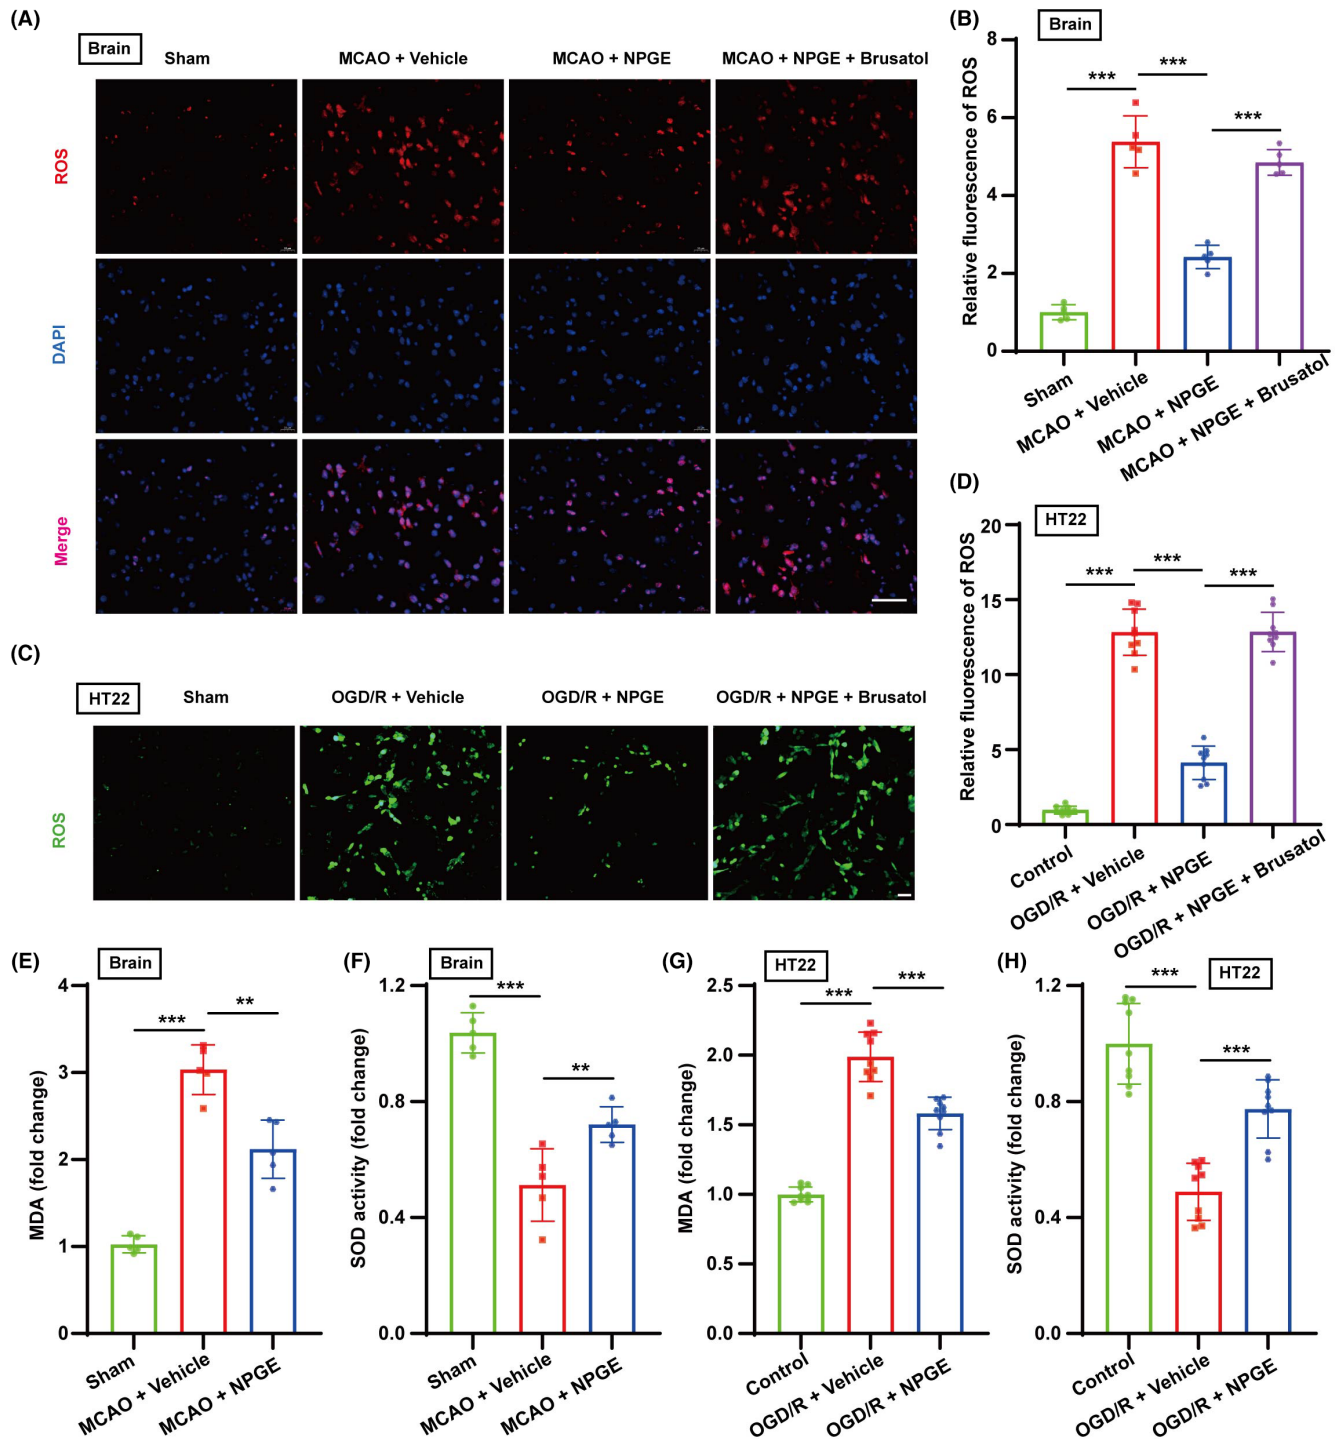 (A)
Brain
Sham
MCAO + Vehicle
MCAO + NPGE
MCAO + NPGE + Brusatol
ROS
DAPI
Merge
(B)
Brain
Relative fluorescence of ROS
8
6
4
2
0
***
***
***
Sham
MCAO + Vehicle
MCAO + NPGE
MCAO + NPGE + Brusatol
(C)
HT22
Sham
OGD/R + Vehicle
OGD/R + NPGE
OGD/R + NPGE + Brusatol
ROS
(D)
HT22
Relative fluorescence of ROS
20
15
10
5
0
***
***
***
Control
OGD/R + Vehicle
OGD/R + NPGE
OGD/R + NPGE + Brusatol
(E)
Brain
MDA (fold change)
4
3
2
1
0
***
**
Sham
MCAO + Vehicle
MCAO + NPGE
(F)
Brain
SOD activity (fold change)
1.2
0.8
0.4
0.0
***
**
Sham
MCAO + Vehicle
MCAO + NPGE
(G)
HT22
MDA (fold change)
2.5
2.0
1.5
1.0
0.5
0.0
***
***
Control
OGD/R + Vehicle
OGD/R + NPGE
(H)
HT22
SOD activity (fold change)
1.2
0.8
0.4
0.0
***
***
Control
OGD/R + Vehicle
OGD/R + NPGE